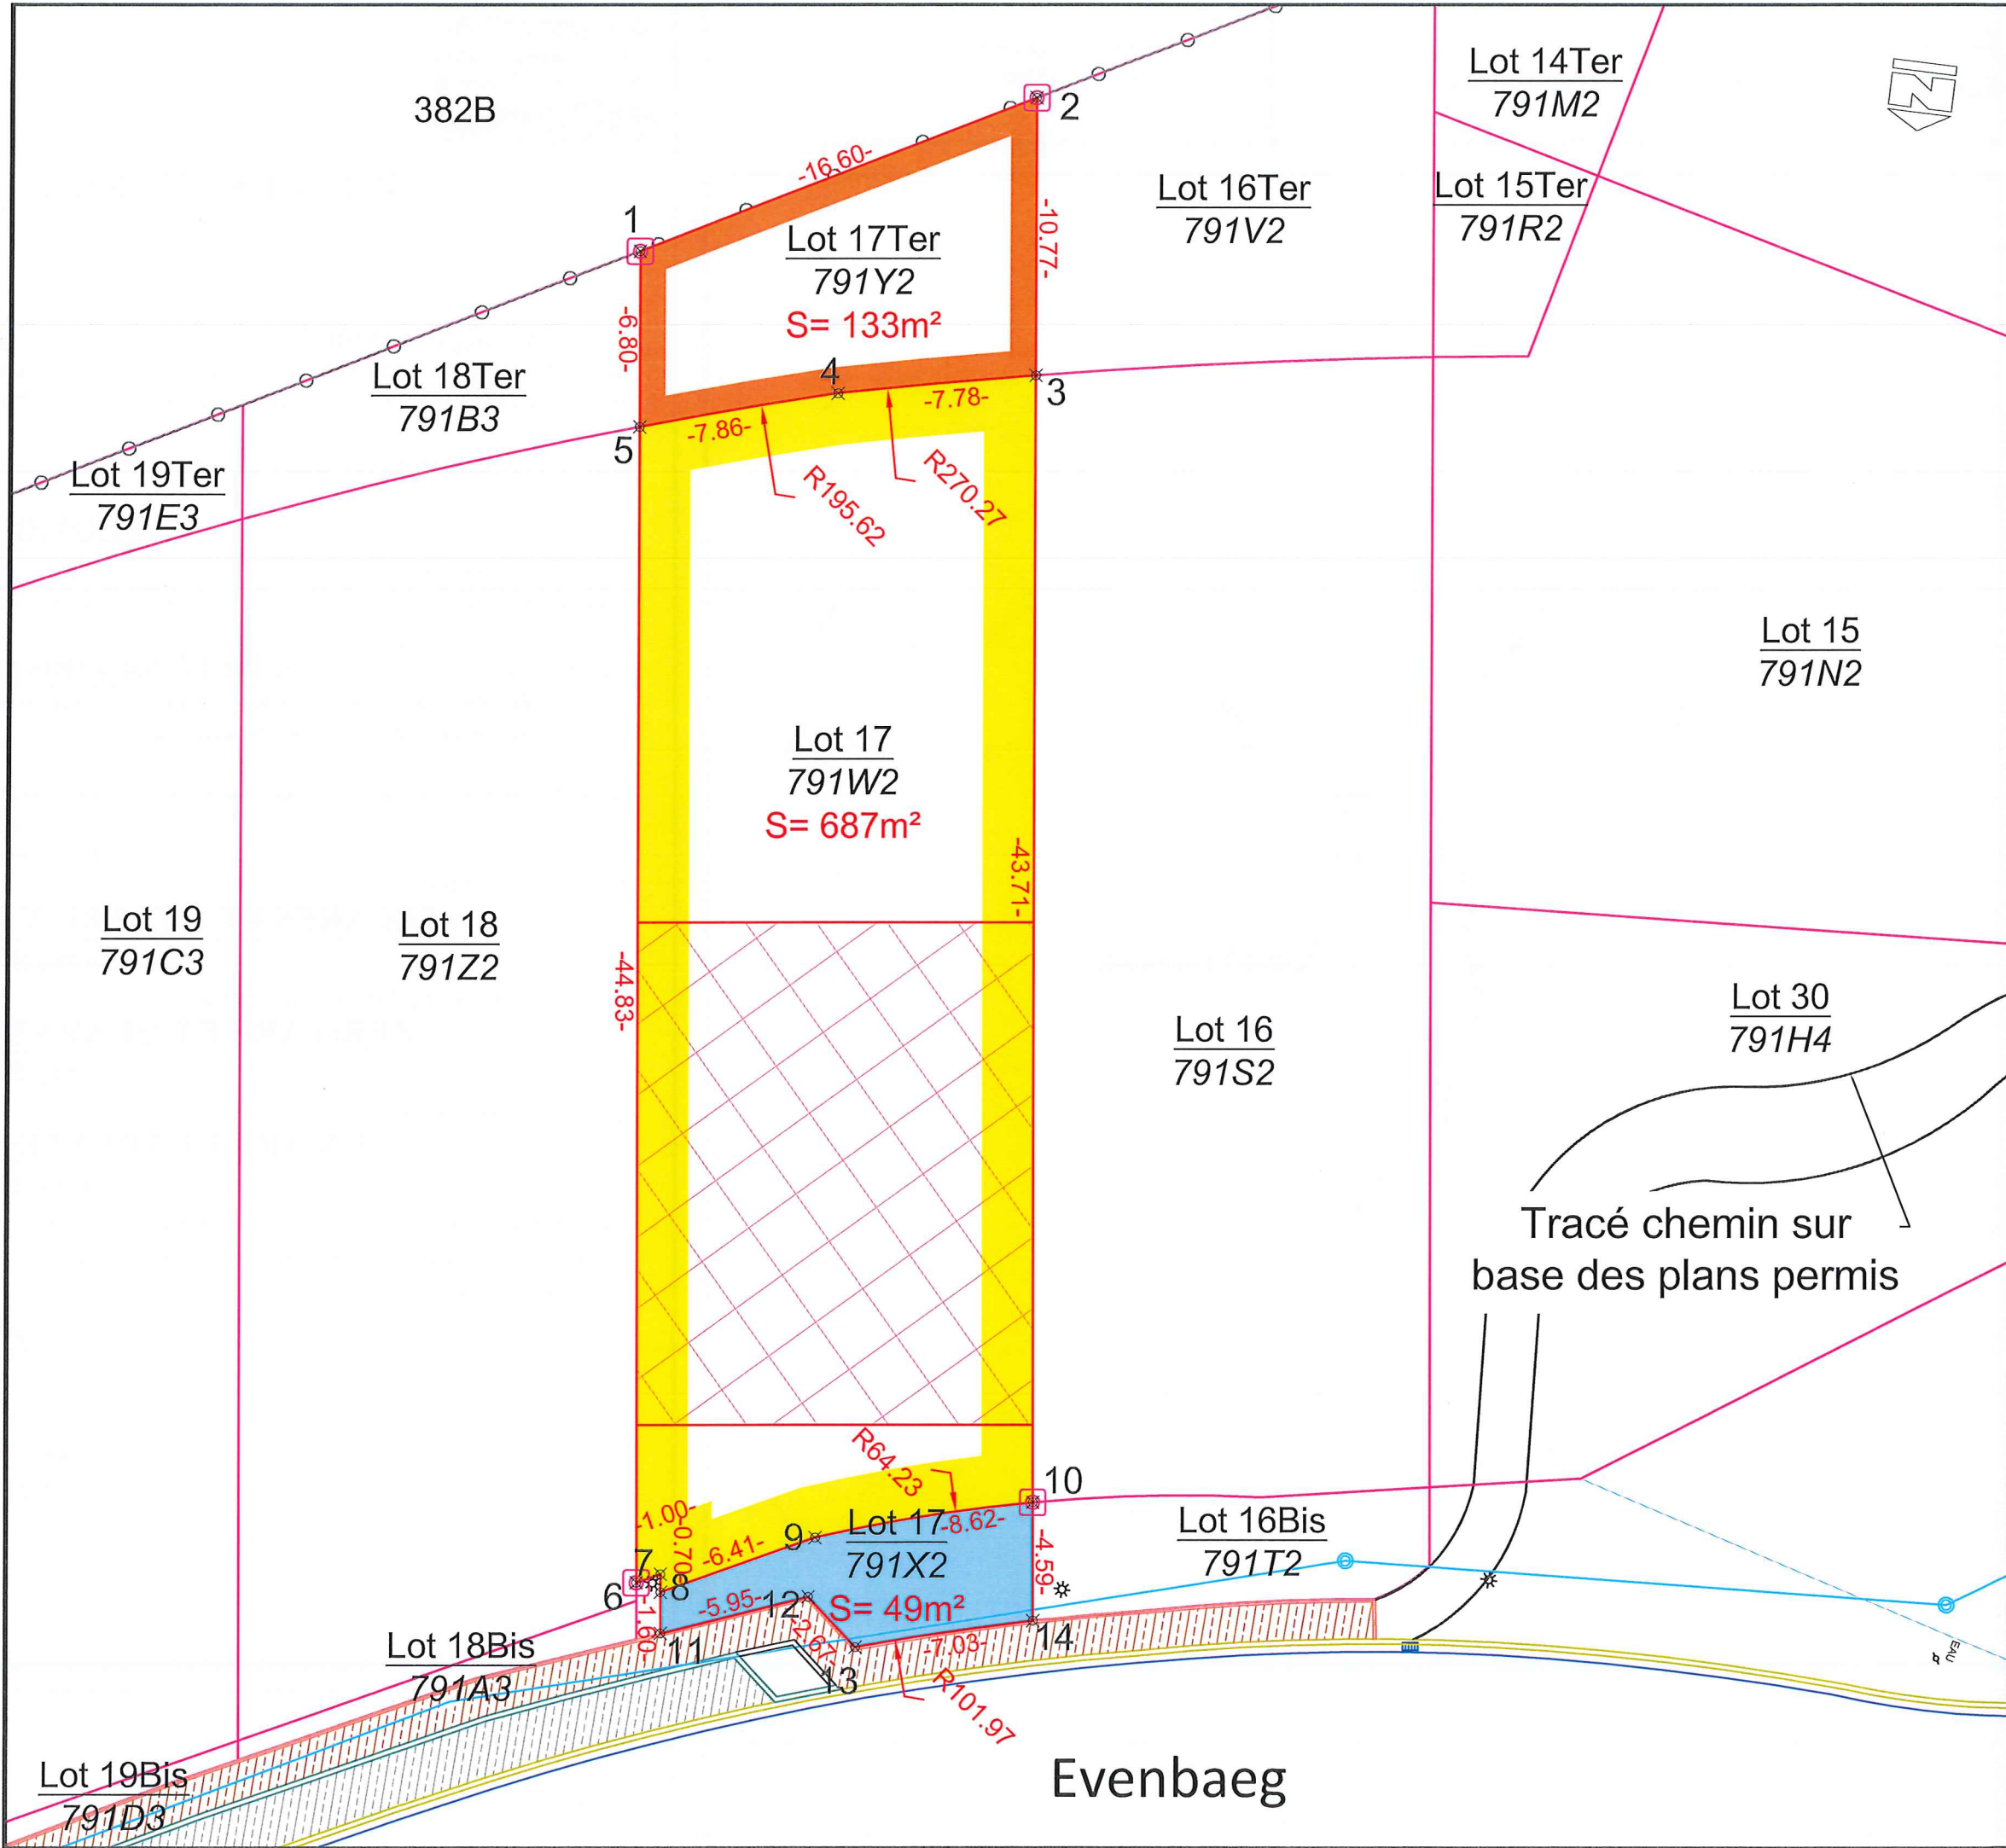 382B
Lot 14Ter
791M2
N
2
-16.60-
Lot 16Ter
791V2
Lot 15Ter
791R2
1
Lot 17Ter
791Y2
S= 133m²
-10.77-
-6.80-
4
3
Lot 18Ter
791B3
-7.78-
-7.86-
5
R195.62
R270.27
Lot 19Ter
791E3
Lot 15
791N2
Lot 17
791W2
S= 687m²
-43.71-
Lot 19
791C3
Lot 18
791Z2
-44.83-
Lot 16
791S2
Lot 30
791H4
Tracé chemin sur
base des plans permis
R64.23
10
-1.00-
-0.70-
-6.41-
9
Lot 17
791X2
S= 49m²
-8.62-
-4.59-
Lot 16Bis
791T2
7
6
8
-5.95-
12
-1.60-
11
-2.67-
13
-7.03-
14
R101.97
EAU
Lot 18Bis
791A3
Lot 19Bis
791D3
Evenbaeg